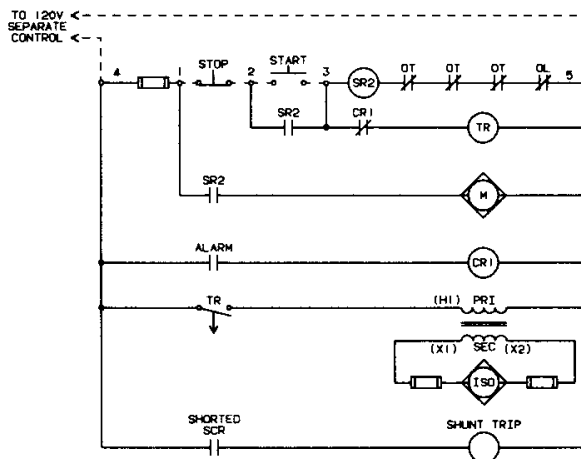 TO 120V
SEPARATE
CONTROL
4
1
STOP
2
START
3
SR2
OT
OT
OT
OL
5
SR2
CR1
TR
SR2
M
ALARM
CR1
TR
(H1) PRI
(X1) SEC (X2)
ISO
SHORTED
SCR
SHUNT TRIP